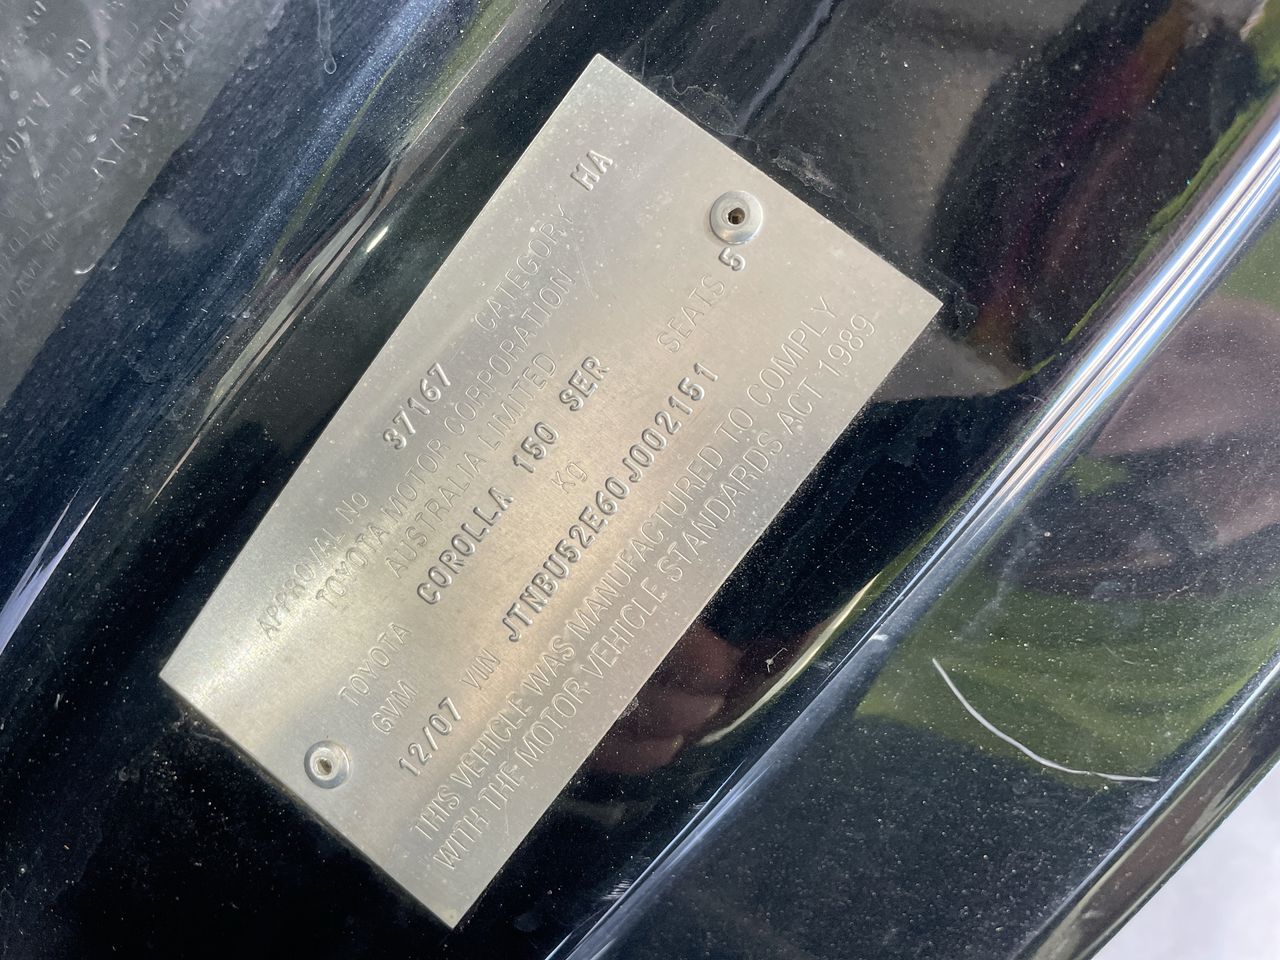 APPROVAL No 37167 CATEGORY MA
TOYOTA MOTOR CORPORATION
AUSTRALIA LIMITED
TOYOTA COROLLA 150 SER
GVM Kg SEATS 5
12/07 VIN JTNBU52E60J002151
THIS VEHICLE WAS MANUFACTURED TO COMPLY
WITH THE MOTOR VEHICLE STANDARDS ACT 1989